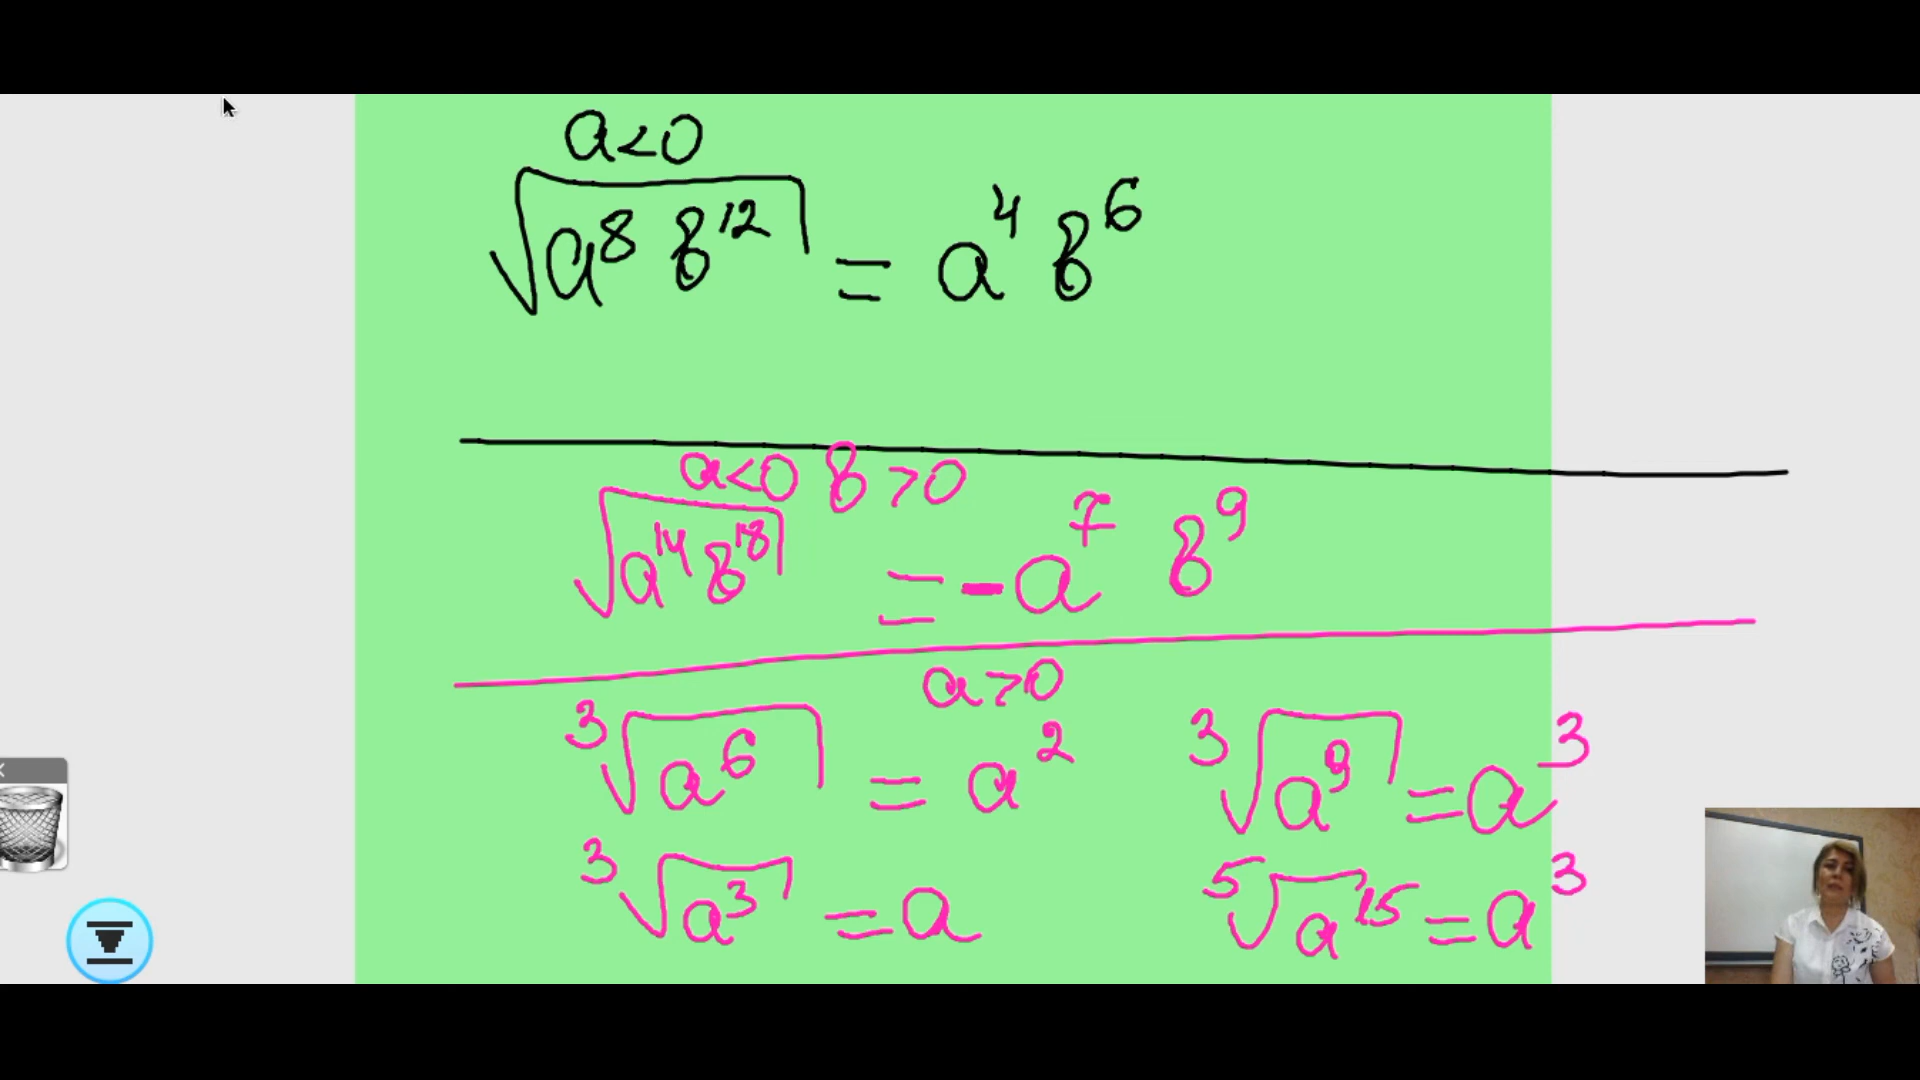 a<0
√(a⁸ b¹²) = a⁴ b⁶
a<0 b>0
√(a¹⁴ b¹⁸) = -a⁷ b⁹
a>0
³√(a⁶) = a² ³√(a⁹) = a³
³√(a³) = a ⁵√a¹⁵ = a³